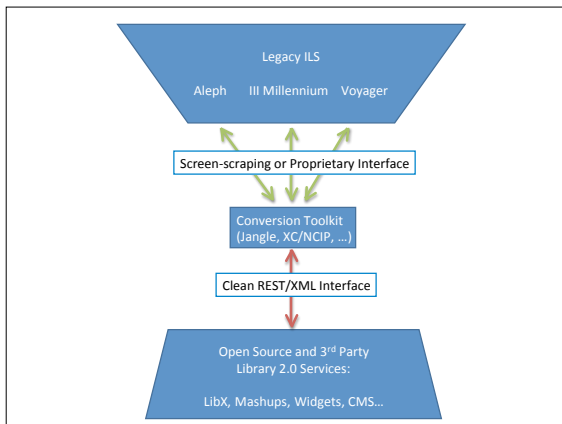 Legacy ILS
Aleph III Millennium Voyager
Screen-scraping or Proprietary Interface
Conversion Toolkit
(Jangle, XC/NCIP, …)
Clean REST/XML Interface
Open Source and 3rd Party
Library 2.0 Services:
LibX, Mashups, Widgets, CMS…